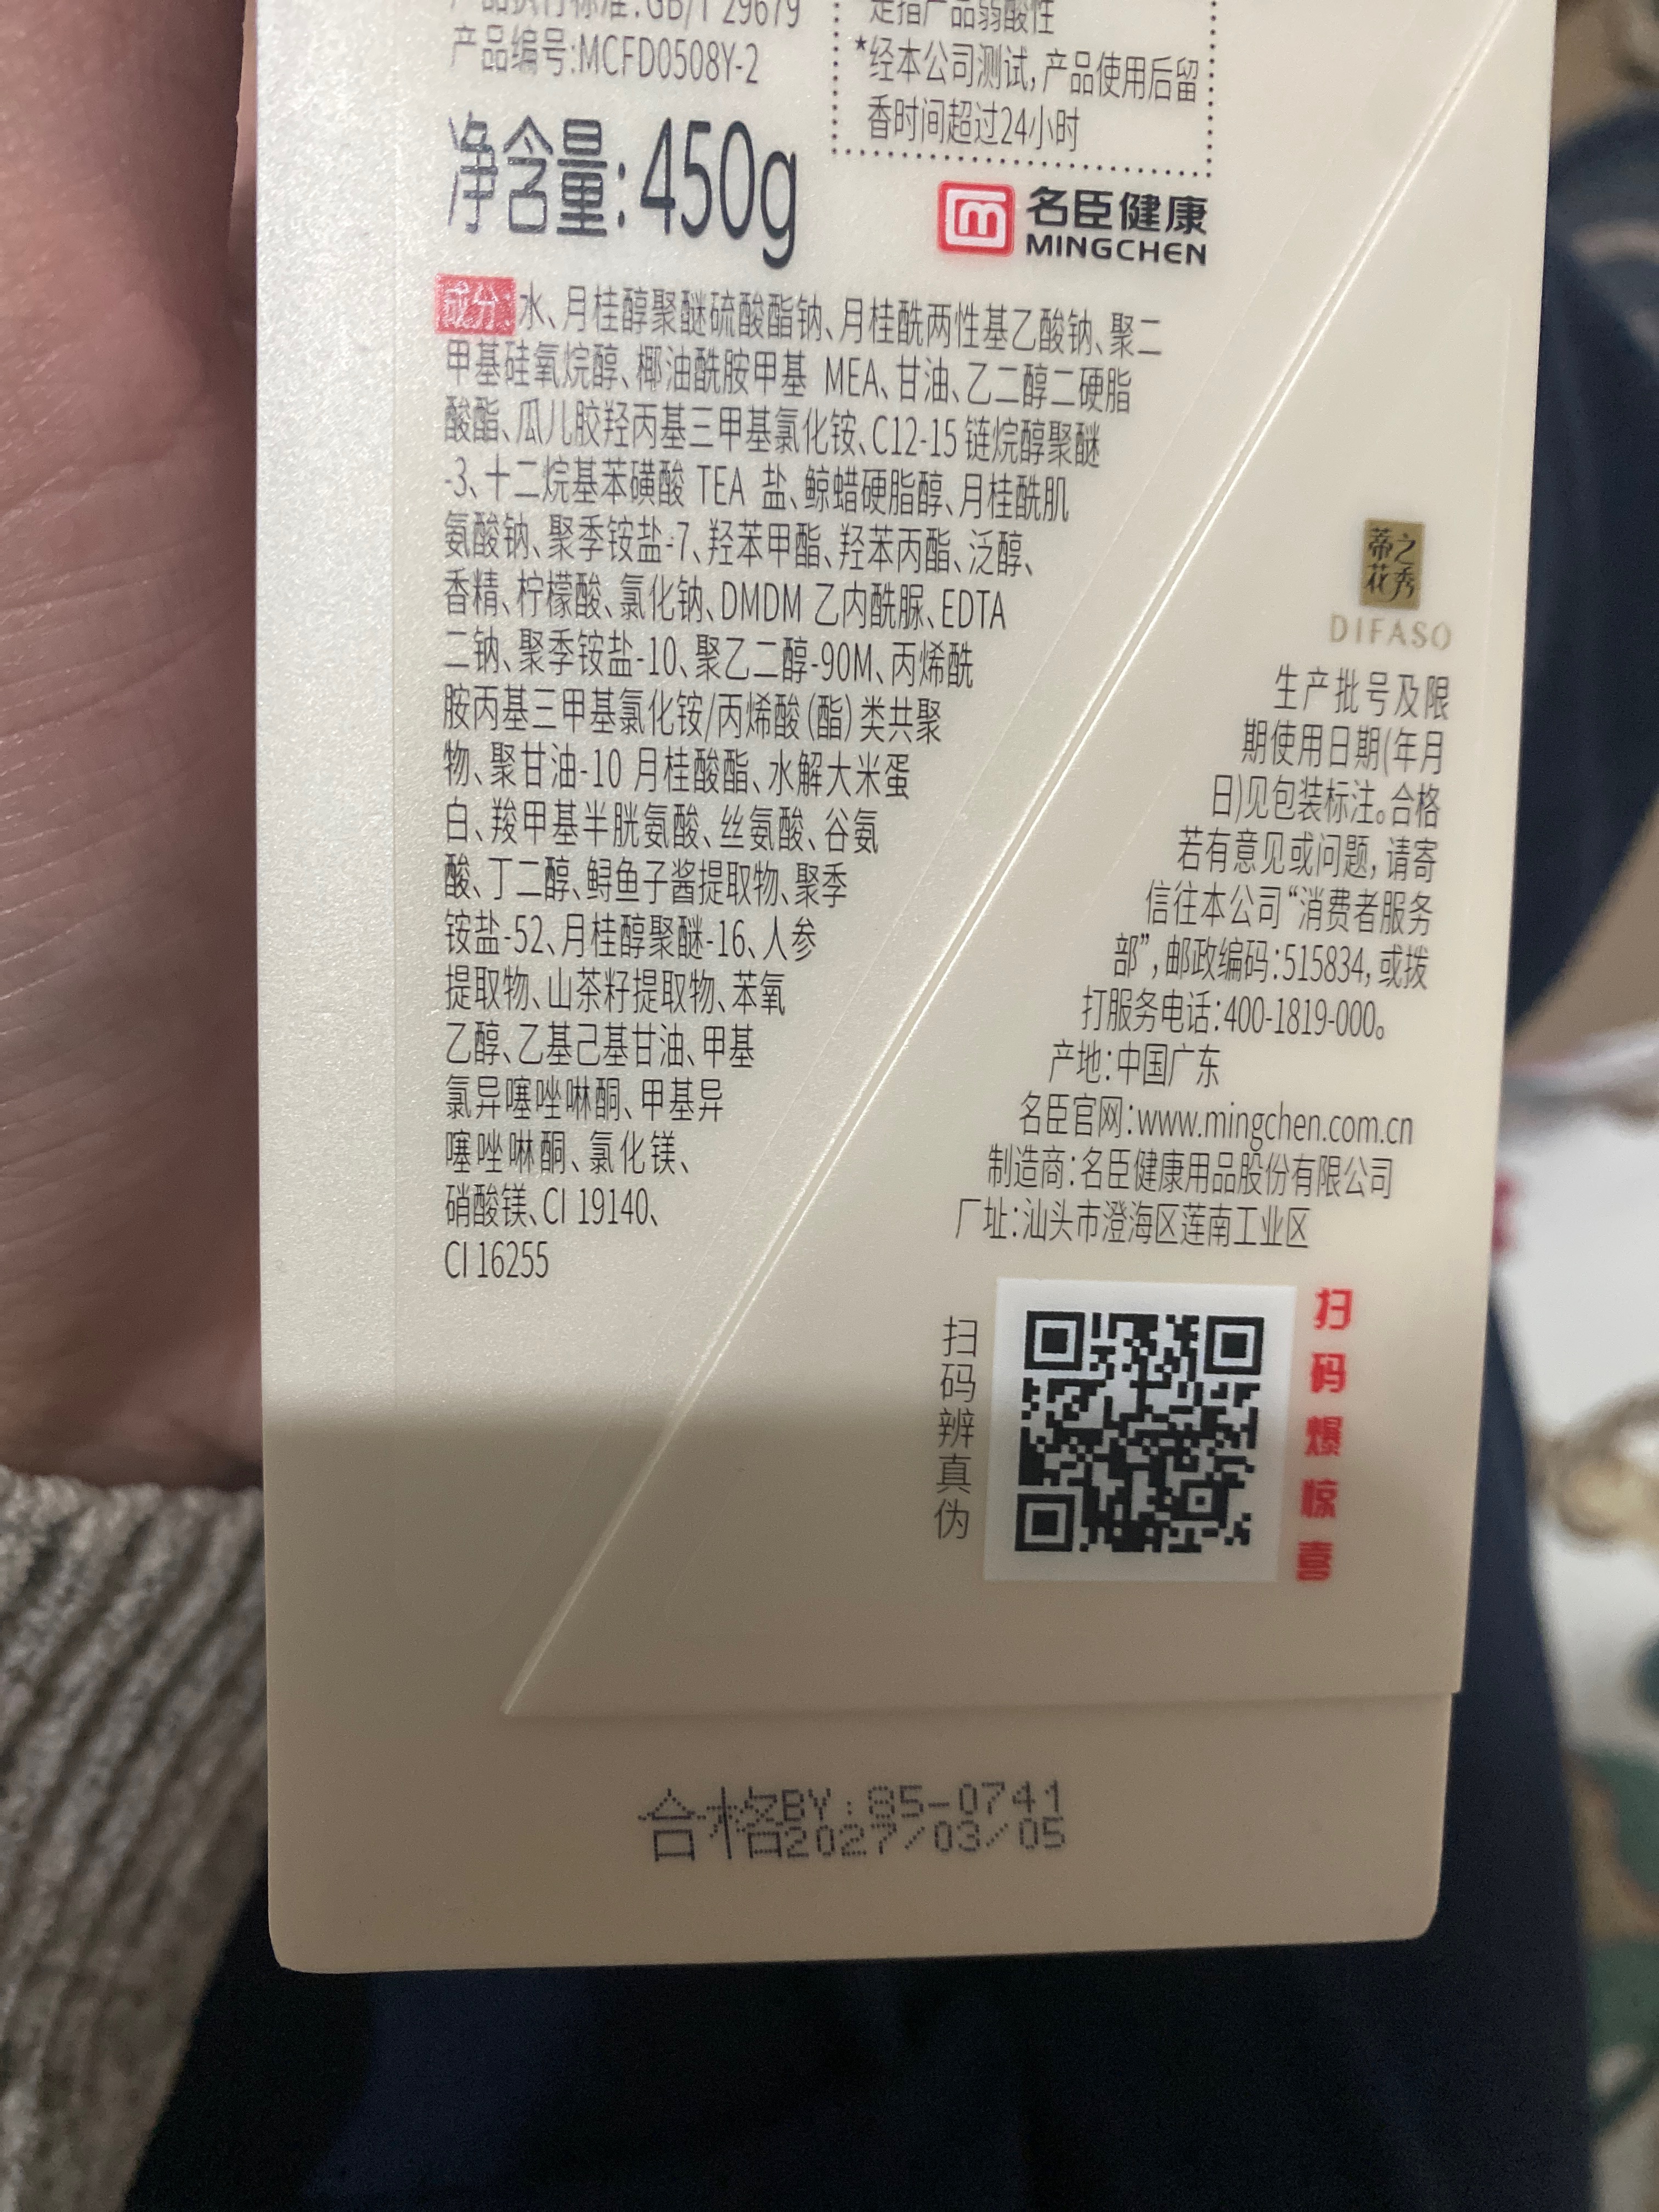 产品执行标准:GB/T 29679
产品编号:MCFD0508Y-2
净含量:450g
是指产品弱酸性
*经本公司测试,产品使用后留
香时间超过24小时
名臣健康
MINGCHEN
成分:水、月桂醇聚醚硫酸酯钠、月桂酰两性基乙酸钠、聚二
甲基硅氧烷醇、椰油酰胺甲基 MEA、甘油、乙二醇二硬脂
酸酯、瓜儿胶羟丙基三甲基氯化铵、C12-15 链烷醇聚醚
-3、十二烷基苯磺酸 TEA 盐、鲸蜡硬脂醇、月桂酰肌
氨酸钠、聚季铵盐-7、羟苯甲酯、羟苯丙酯、泛醇、
香精、柠檬酸、氯化钠、DMDM 乙内酰脲、EDTA
二钠、聚季铵盐-10、聚乙二醇-90M、丙烯酰
胺丙基三甲基氯化铵/丙烯酸(酯)类共聚
物、聚甘油-10 月桂酸酯、水解大米蛋
白、羧甲基半胱氨酸、丝氨酸、谷氨
酸、丁二醇、鲟鱼子酱提取物、聚季
铵盐-52、月桂醇聚醚-16、人参
提取物、山茶籽提取物、苯氧
乙醇、乙基己基甘油、甲基
氯异噻唑啉酮、甲基异
噻唑啉酮、氯化镁、
硝酸镁、CI 19140、
CI 16255
蒂之
花秀
DIFASO
生产批号及限
期使用日期(年月
日)见包装标注。合格
若有意见或问题,请寄
信往本公司“消费者服务
部”,邮政编码:515834,或拨
打服务电话:400-1819-000。
产地:中国广东
名臣官网:www.mingchen.com.cn
制造商:名臣健康用品股份有限公司
厂址:汕头市澄海区莲南工业区
扫码辨真伪
扫码爆惊喜
合格BY:85-0741
2027/03/05